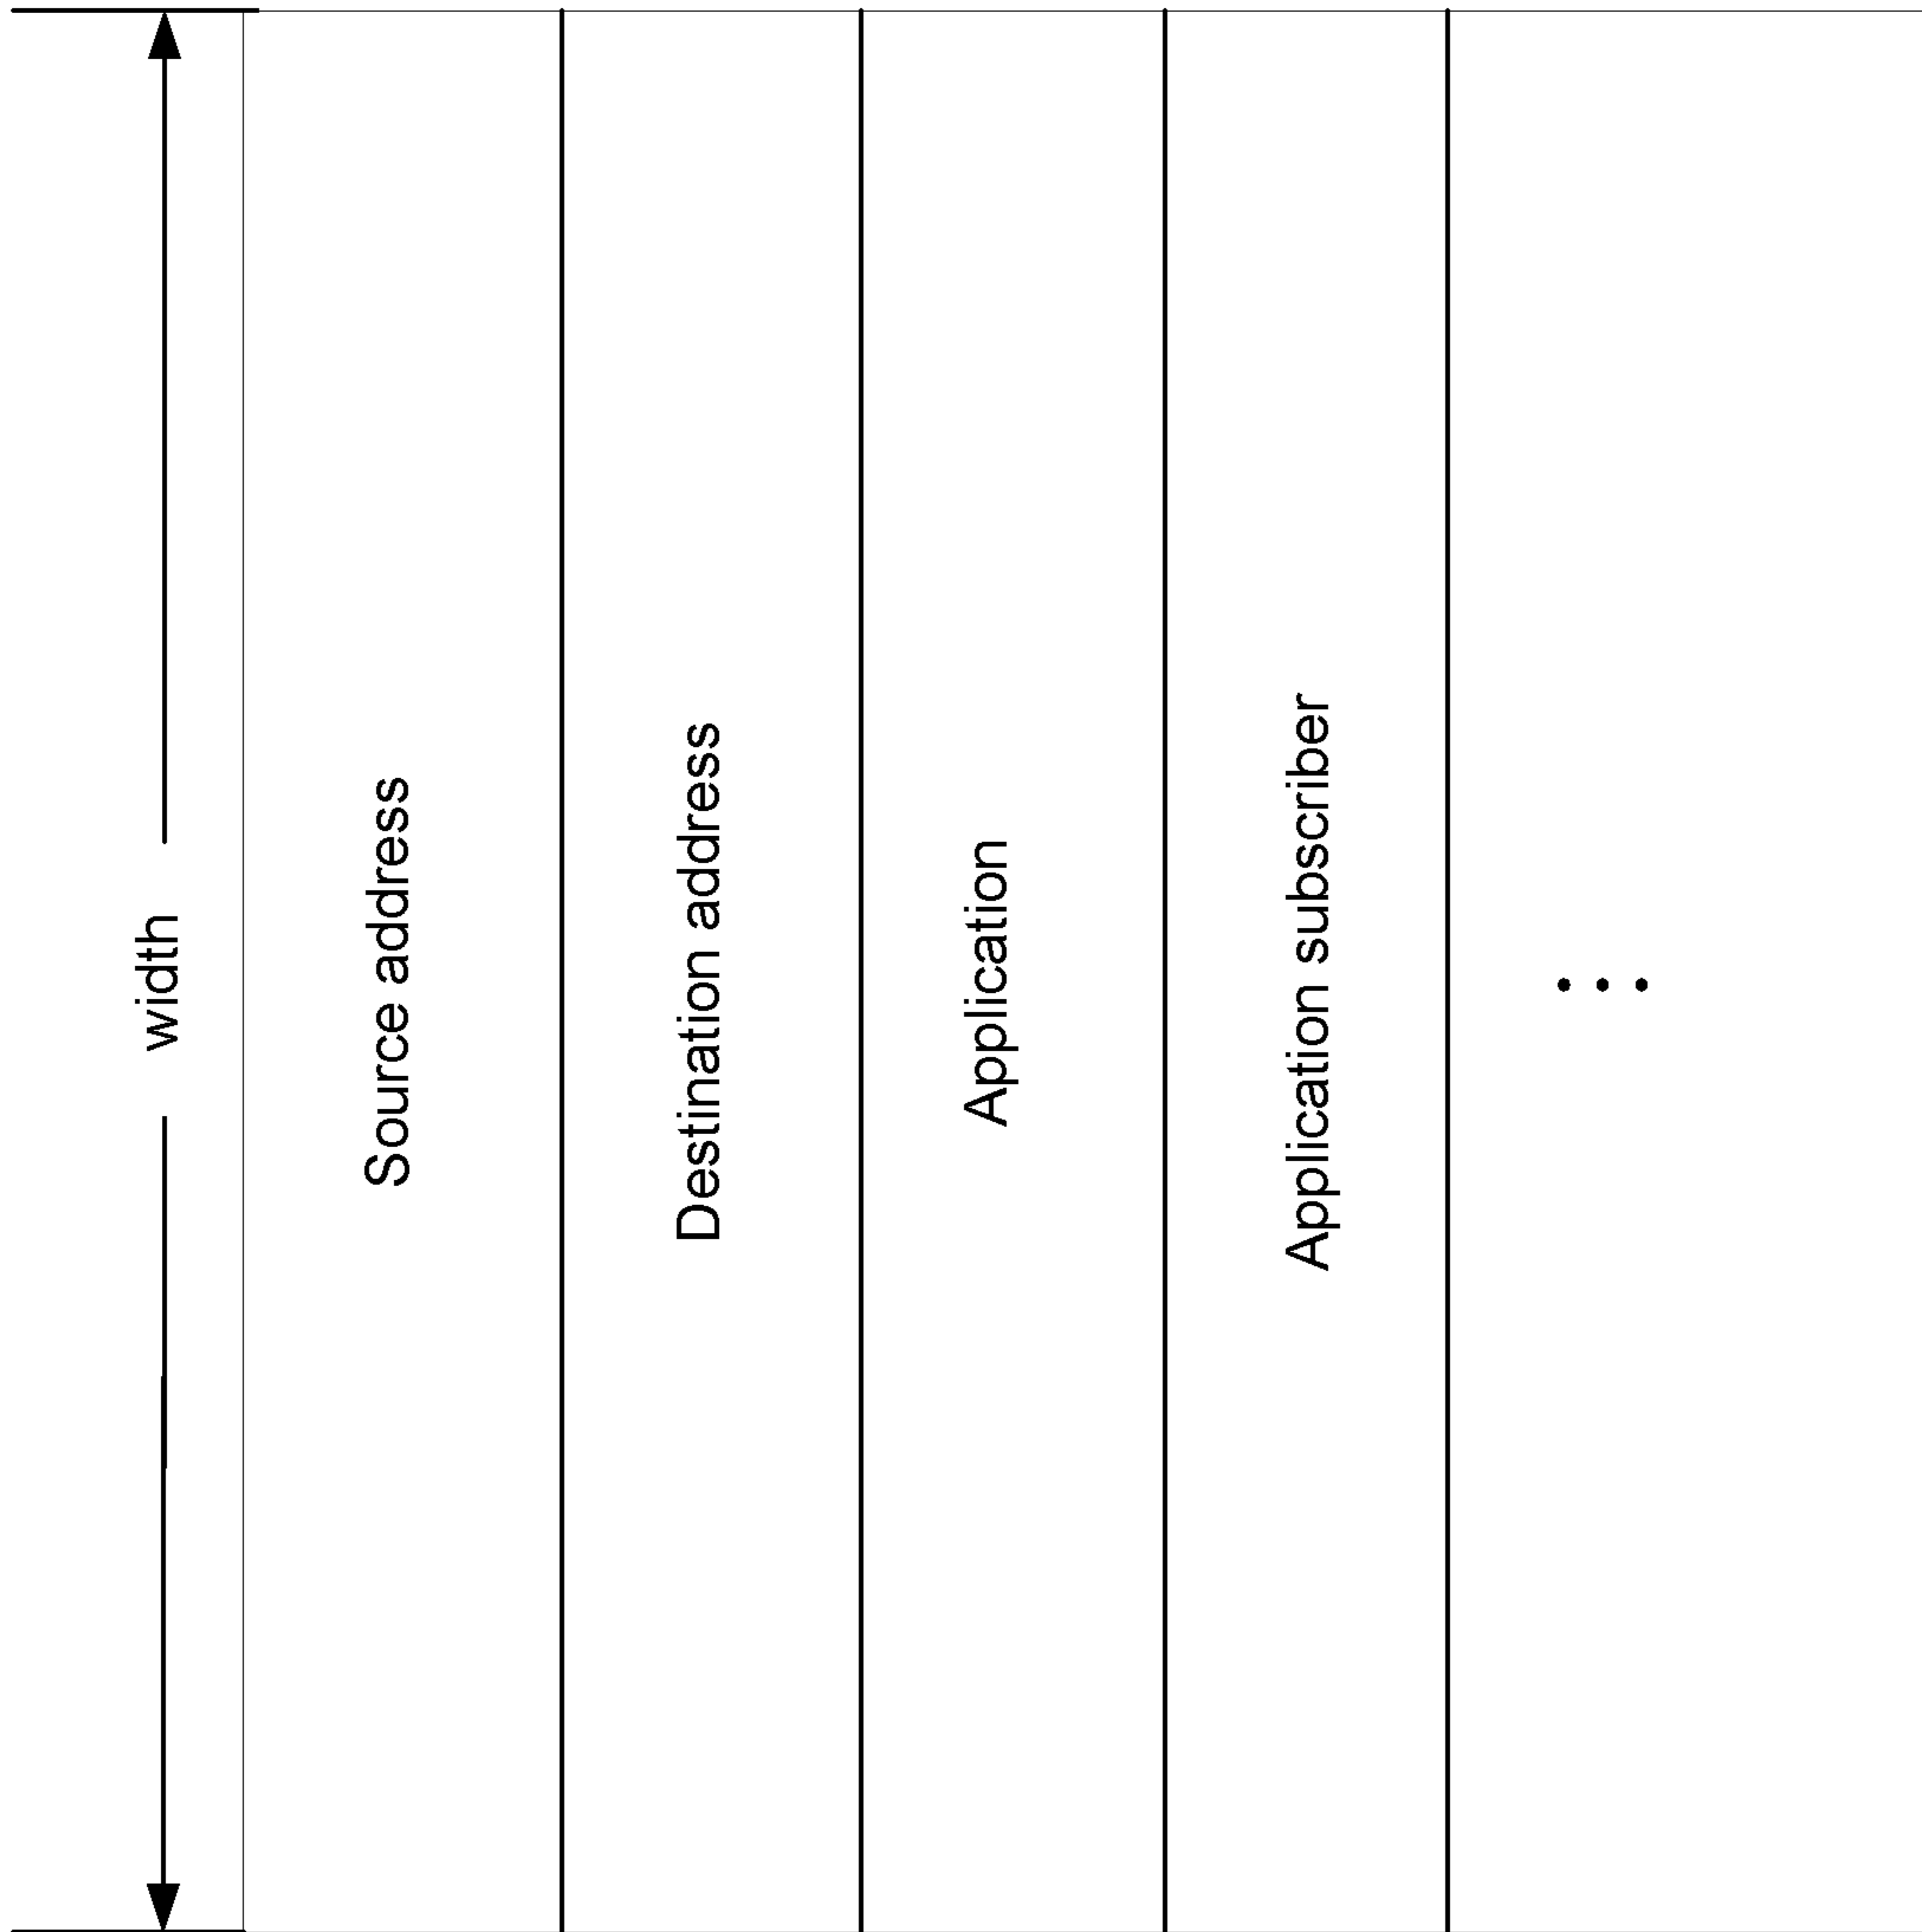 width
Source address
Destination address
Application
Application subscriber
...